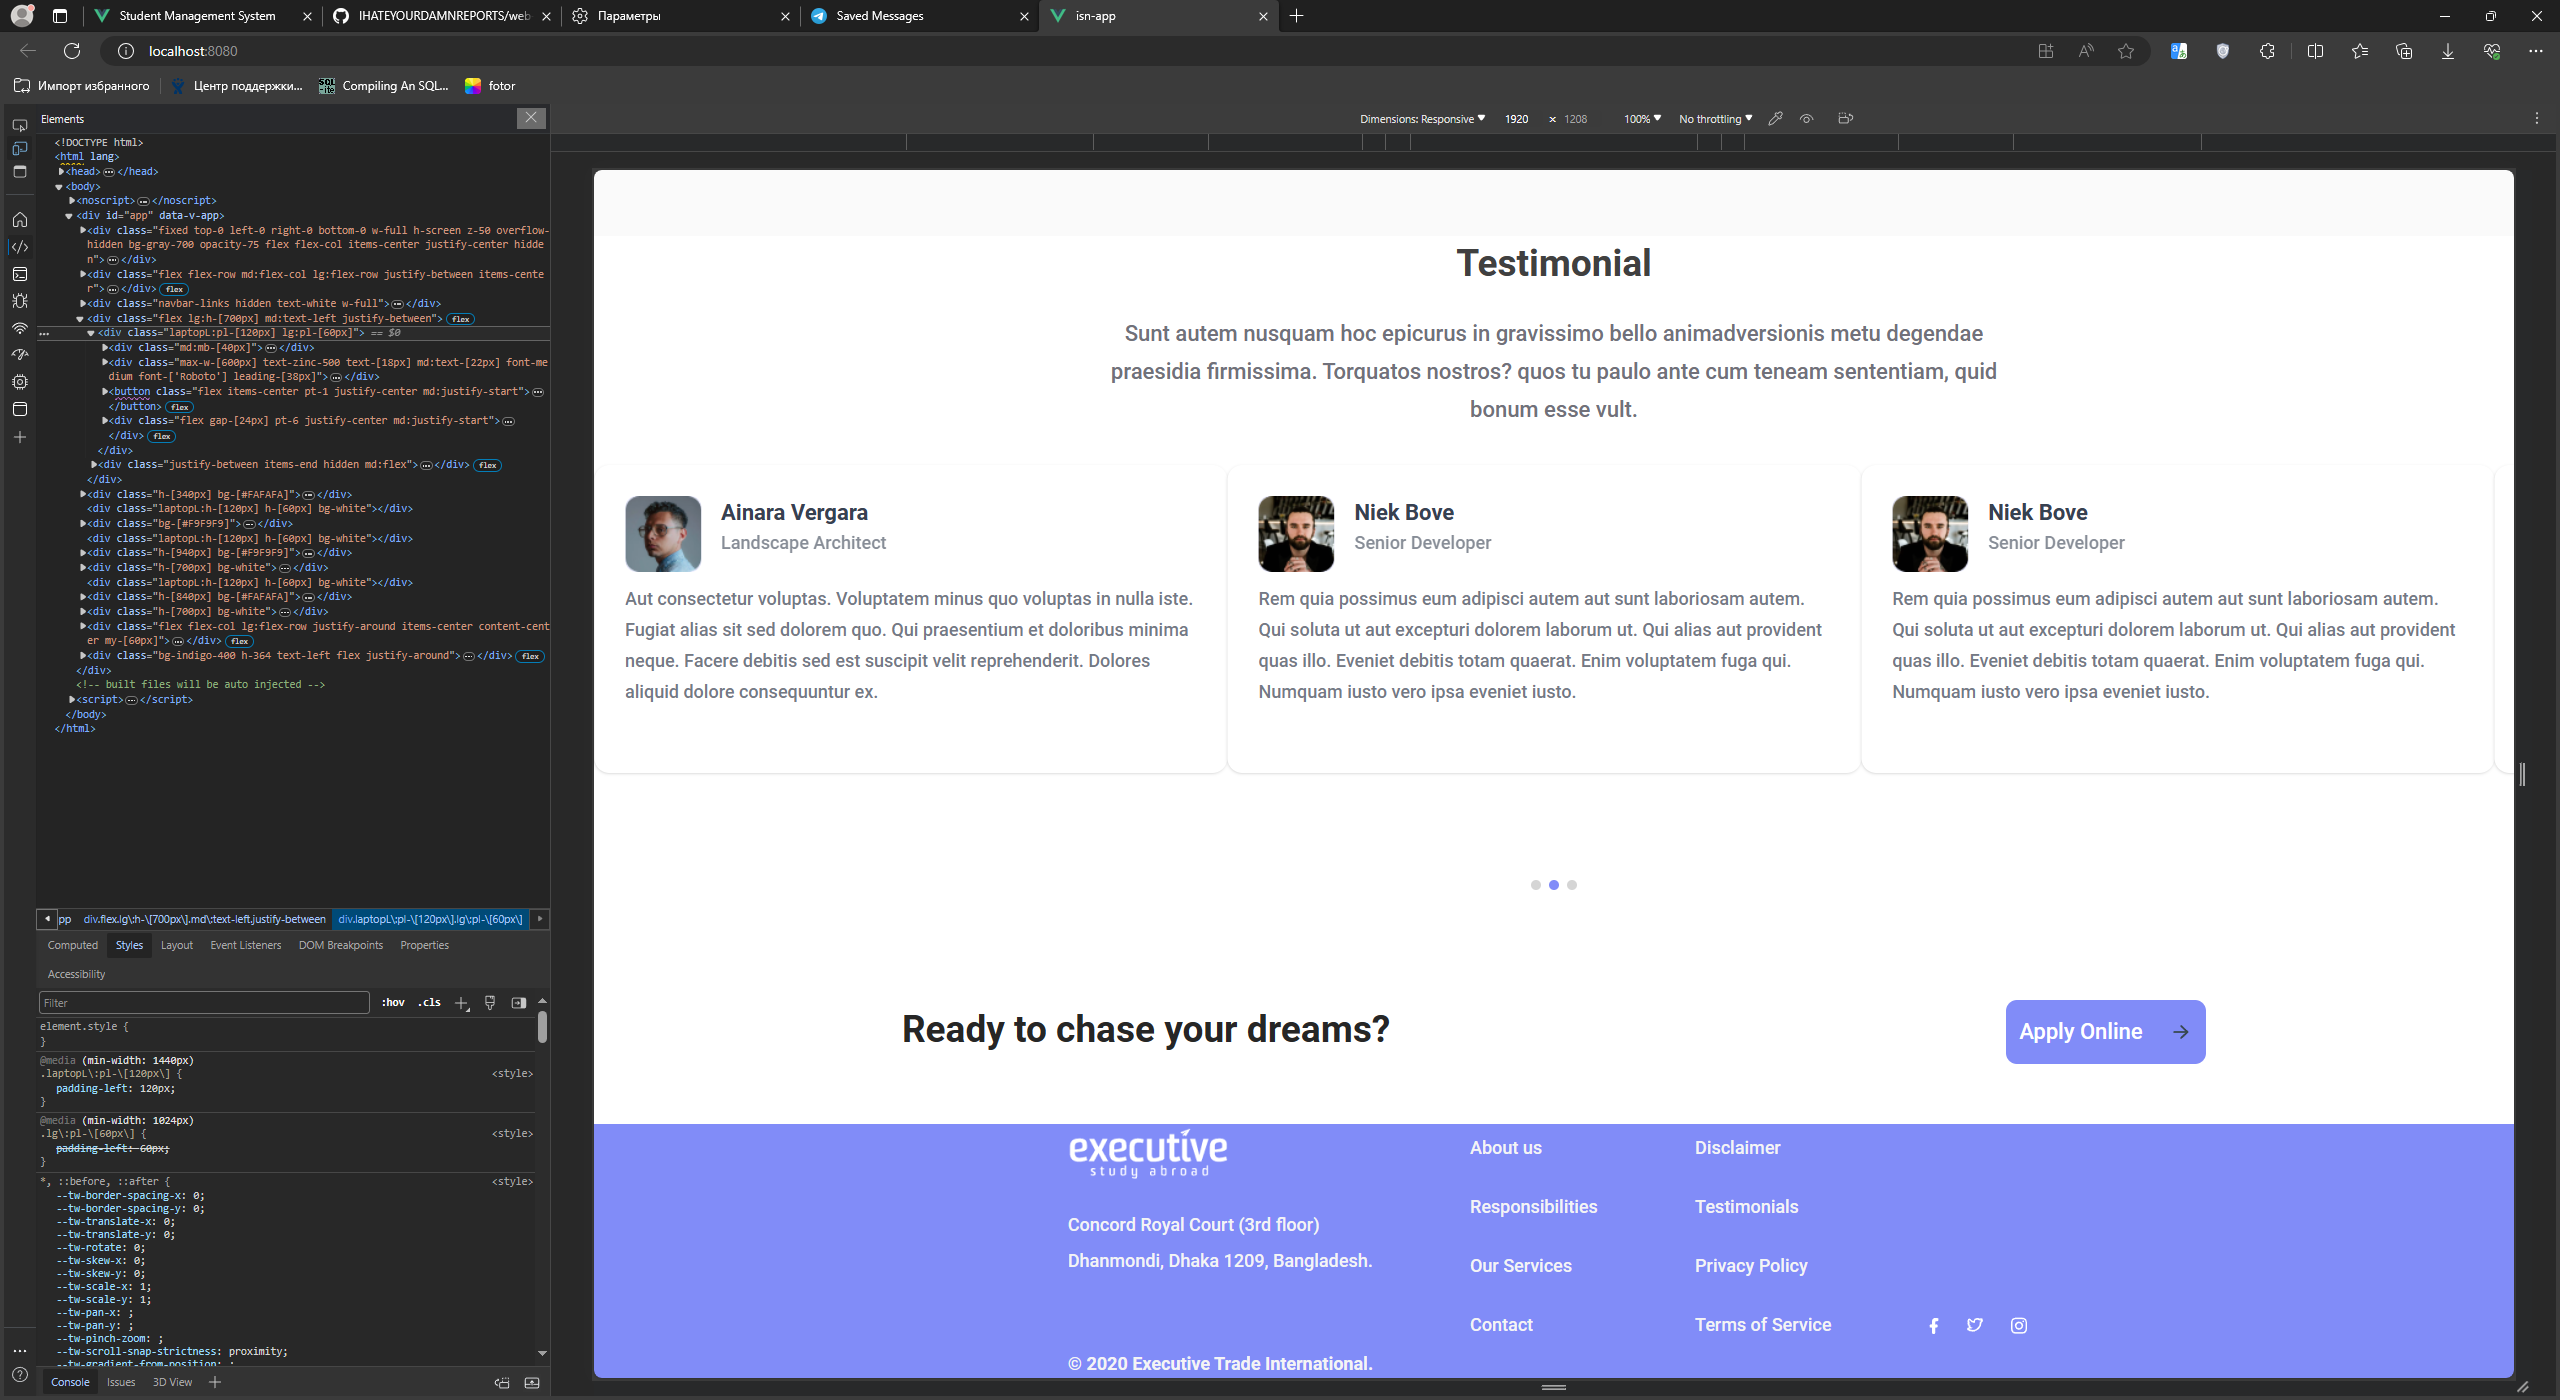 Student Management System
IHATEYOURDAMNREPORTS/web
Параметры
Saved Messages
isn-app
localhost:8080
Импорт избранного
Центр поддержки...
Compiling An SQL...
fotor
Elements
Dimensions: Responsive
1920 × 1208
100%
No throttling
<!DOCTYPE html>
<html lang>
<head></head>
<body>
<noscript></noscript>
<div id="app" data-v-app>
<div class="fixed top-0 left-0 right-0 bottom-0 w-full h-screen z-50 overflow-
hidden bg-gray-700 opacity-75 flex flex-col items-center justify-center hidde
n"></div>
<div class="flex flex-row md:flex-col lg:flex-row justify-between items-cente
r"></div> flex
<div class="navbar-links hidden text-white w-full"></div>
<div class="flex lg:h-[700px] md:text-left justify-between"> flex
<div class="laptopL:pl-[120px] lg:pl-[60px]"> == $0
<div class="md:mb-[40px]"></div>
<div class="max-w-[600px] text-zinc-500 text-[18px] md:text-[22px] font-me
dium font-['Roboto'] leading-[38px]"></div>
<button class="flex items-center pt-1 justify-center md:justify-start">
</button> flex
<div class="flex gap-[24px] pt-6 justify-center md:justify-start">
</div> flex
</div>
<div class="justify-between items-end hidden md:flex"></div> flex
</div>
<div class="h-[340px] bg-[#FAFAFA]"></div>
<div class="laptopL:h-[120px] h-[60px] bg-white"></div>
<div class="bg-[#F9F9F9]"></div>
<div class="laptopL:h-[120px] h-[60px] bg-white"></div>
<div class="h-[940px] bg-[#F9F9F9]"></div>
<div class="h-[700px] bg-white"></div>
<div class="laptopL:h-[120px] h-[60px] bg-white"></div>
<div class="h-[840px] bg-[#FAFAFA]"></div>
<div class="h-[700px] bg-white"></div>
<div class="flex flex-col lg:flex-row justify-around items-center content-cent
er my-[60px]"></div> flex
<div class="bg-indigo-400 h-364 text-left flex justify-around"></div> flex
</div>
<!-- built files will be auto injected -->
<script></script>
</body>
</html>
pp div.flex.lg\:h-\[700px\].md\:text-left.justify-between div.laptopL\:pl-\[120px\].lg\:pl-\[60px\]
Computed Styles Layout Event Listeners DOM Breakpoints Properties
Accessibility
Filter :hov .cls
element.style {
}
@media (min-width: 1440px)
.laptopL\:pl-\[120px\] { <style>
padding-left: 120px;
}
@media (min-width: 1024px)
.lg\:pl-\[60px\] { <style>
padding-left: 60px;
}
*, ::before, ::after { <style>
--tw-border-spacing-x: 0;
--tw-border-spacing-y: 0;
--tw-translate-x: 0;
--tw-translate-y: 0;
--tw-rotate: 0;
--tw-skew-x: 0;
--tw-skew-y: 0;
--tw-scale-x: 1;
--tw-scale-y: 1;
--tw-pan-x: ;
--tw-pan-y: ;
--tw-pinch-zoom: ;
--tw-scroll-snap-strictness: proximity;
--tw-gradient-from-position: ;
Console Issues 3D View
Testimonial
Sunt autem nusquam hoc epicurus in gravissimo bello animadversionis metu degendae
praesidia firmissima. Torquatos nostros? quos tu paulo ante cum teneam sententiam, quid
bonum esse vult.
Ainara Vergara
Landscape Architect
Aut consectetur voluptas. Voluptatem minus quo voluptas in nulla iste.
Fugiat alias sit sed dolorem quo. Qui praesentium et doloribus minima
neque. Facere debitis sed est suscipit velit reprehenderit. Dolores
aliquid dolore consequuntur ex.
Niek Bove
Senior Developer
Rem quia possimus eum adipisci autem aut sunt laboriosam autem.
Qui soluta ut aut excepturi dolorem laborum ut. Qui alias aut provident
quas illo. Eveniet debitis totam quaerat. Enim voluptatem fuga qui.
Numquam iusto vero ipsa eveniet iusto.
Niek Bove
Senior Developer
Rem quia possimus eum adipisci autem aut sunt laboriosam autem.
Qui soluta ut aut excepturi dolorem laborum ut. Qui alias aut provident
quas illo. Eveniet debitis totam quaerat. Enim voluptatem fuga qui.
Numquam iusto vero ipsa eveniet iusto.
Ready to chase your dreams?
Apply Online
executive
study abroad
Concord Royal Court (3rd floor)
Dhanmondi, Dhaka 1209, Bangladesh.
© 2020 Executive Trade International.
About us
Responsibilities
Our Services
Contact
Disclaimer
Testimonials
Privacy Policy
Terms of Service